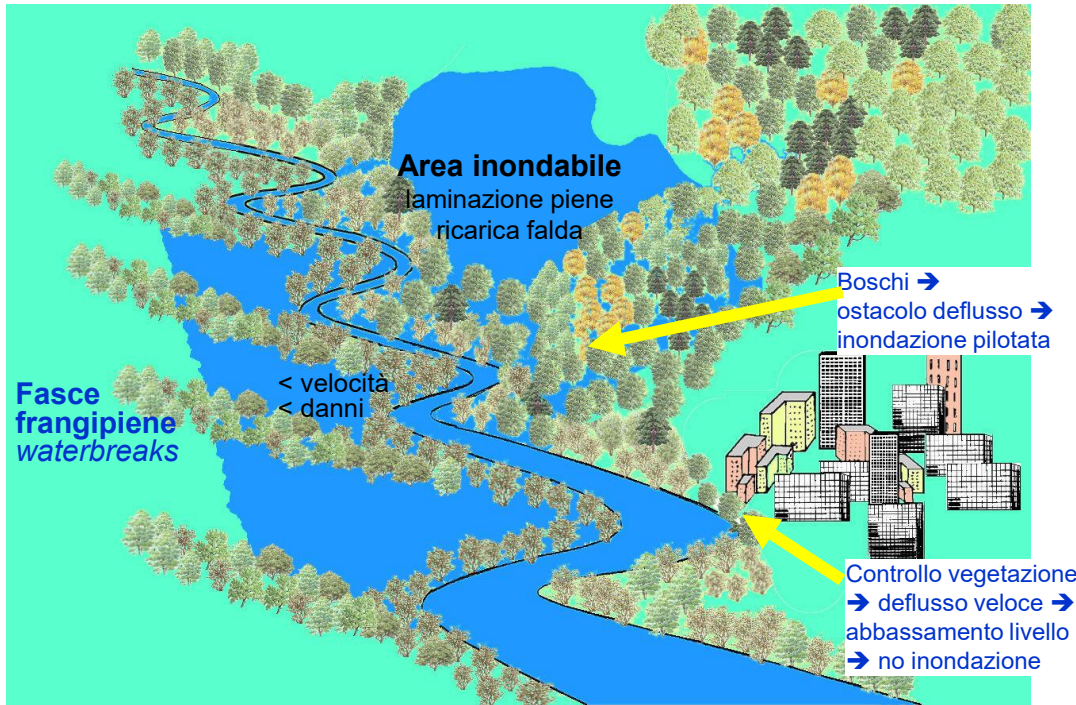 Area inondabile
laminazione piene
ricarica falda
Boschi ➔
ostacolo deflusso ➔
inondazione pilotata
< velocità
< danni
Fasce
frangipiene
waterbreaks
Controllo vegetazione
➔ deflusso veloce ➔
abbassamento livello
➔ no inondazione